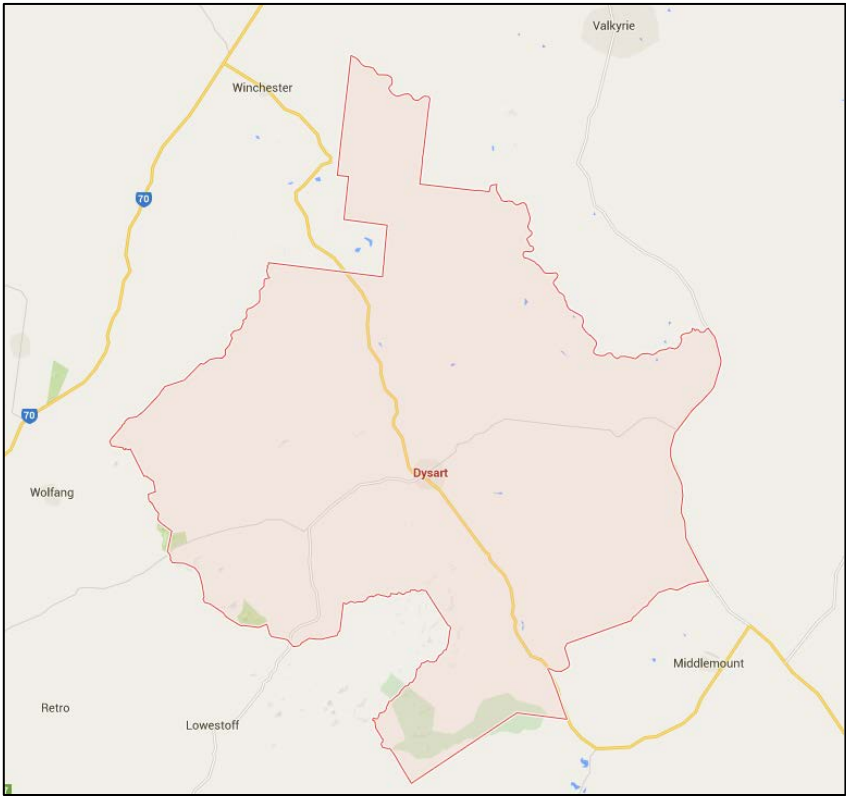 Valkyrie
Winchester
70
70
Dysart
Wolfang
Middlemount
Retro
Lowestoff